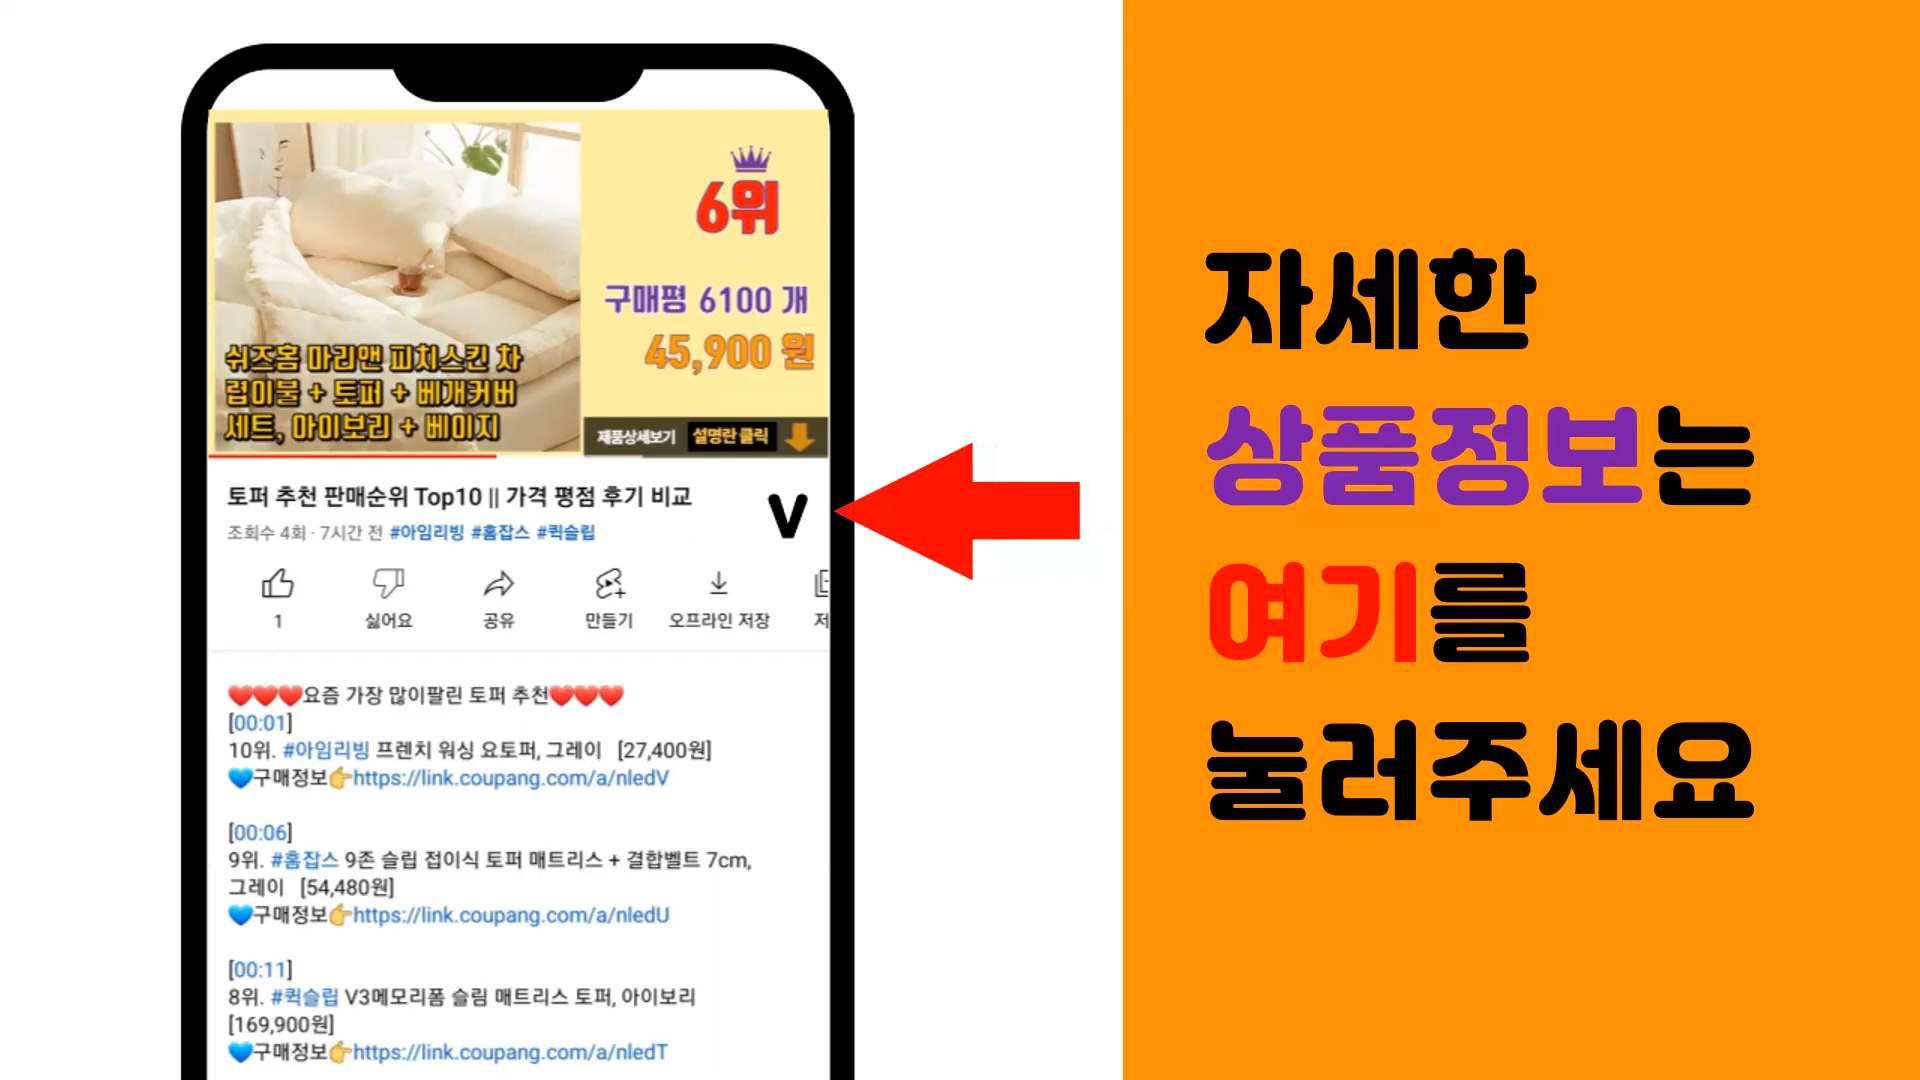 6위
구매평 6100 개
45,900 원
쉬즈홈 마리앤 피치스킨 차
렵이불 + 토퍼 + 베개커버
세트, 아이보리 + 베이지
제품상세보기 설명란 클릭
토퍼 추천 판매순위 Top10 || 가격 평점 후기 비교
V
조회수 4회 · 7시간 전 #아임리빙 #홈잡스 #퀵슬립
1 싫어요 공유 만들기 오프라인 저장 저
❤️❤️❤️요즘 가장 많이팔린 토퍼 추천❤️❤️❤️
[00:01]
10위. #아임리빙 프렌치 워싱 요토퍼, 그레이 [27,400원]
💙구매정보👉https://link.coupang.com/a/nledV
[00:06]
9위. #홈잡스 9존 슬립 접이식 토퍼 매트리스 + 결합벨트 7cm,
그레이 [54,480원]
💙구매정보👉https://link.coupang.com/a/nledU
[00:11]
8위. #퀵슬립 V3메모리폼 슬림 매트리스 토퍼, 아이보리
[169,900원]
💙구매정보👉https://link.coupang.com/a/nledT
자세한
상품정보는
여기를
눌러주세요